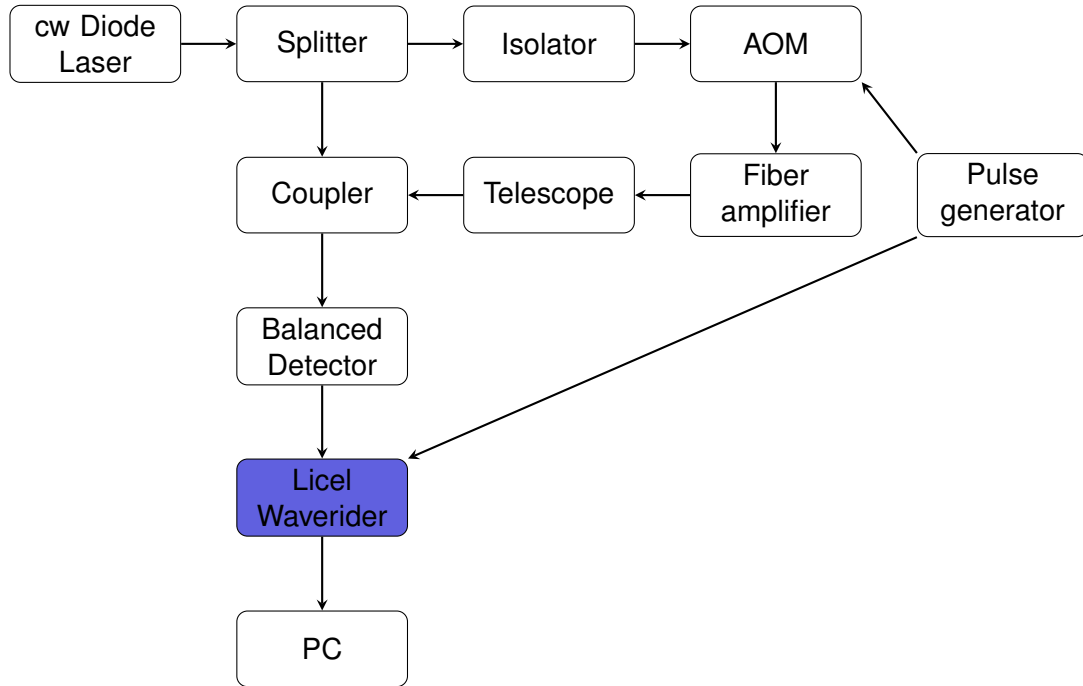 cw Diode
Laser
Splitter
Isolator
AOM
Coupler
Telescope
Fiber
amplifier
Pulse
generator
Balanced
Detector
Licel
Waverider
PC